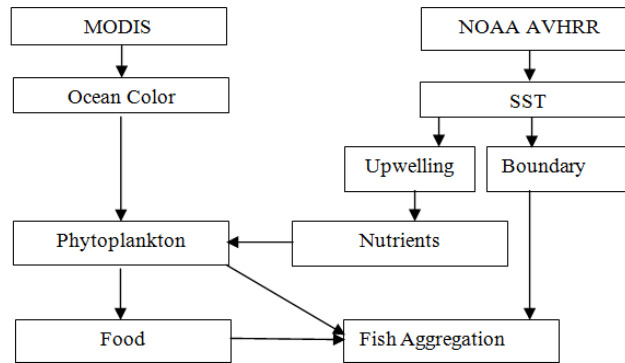 MODIS
NOAA AVHRR
Ocean Color
SST
Upwelling
Boundary
Phytoplankton
Nutrients
Food
Fish Aggregation